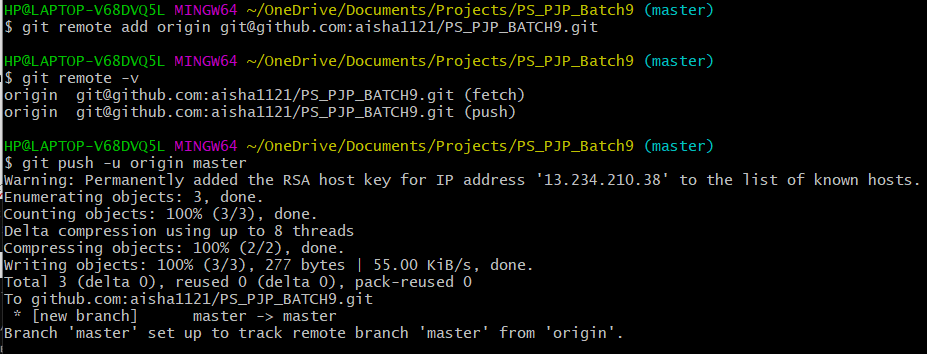 HP@LAPTOP-V68DVQ5L MINGW64 ~/OneDrive/Documents/Projects/PS_PJP_Batch9 (master)
$ git remote add origin git@github.com:aisha1121/PS_PJP_BATCH9.git
HP@LAPTOP-V68DVQ5L MINGW64 ~/OneDrive/Documents/Projects/PS_PJP_Batch9 (master)
$ git remote -v
origin  git@github.com:aisha1121/PS_PJP_BATCH9.git (fetch)
origin  git@github.com:aisha1121/PS_PJP_BATCH9.git (push)
HP@LAPTOP-V68DVQ5L MINGW64 ~/OneDrive/Documents/Projects/PS_PJP_Batch9 (master)
$ git push -u origin master
Warning: Permanently added the RSA host key for IP address '13.234.210.38' to the list of known hosts.
Enumerating objects: 3, done.
Counting objects: 100% (3/3), done.
Delta compression using up to 8 threads
Compressing objects: 100% (2/2), done.
Writing objects: 100% (3/3), 277 bytes | 55.00 KiB/s, done.
Total 3 (delta 0), reused 0 (delta 0), pack-reused 0
To github.com:aisha1121/PS_PJP_BATCH9.git
 * [new branch]      master -> master
Branch 'master' set up to track remote branch 'master' from 'origin'.